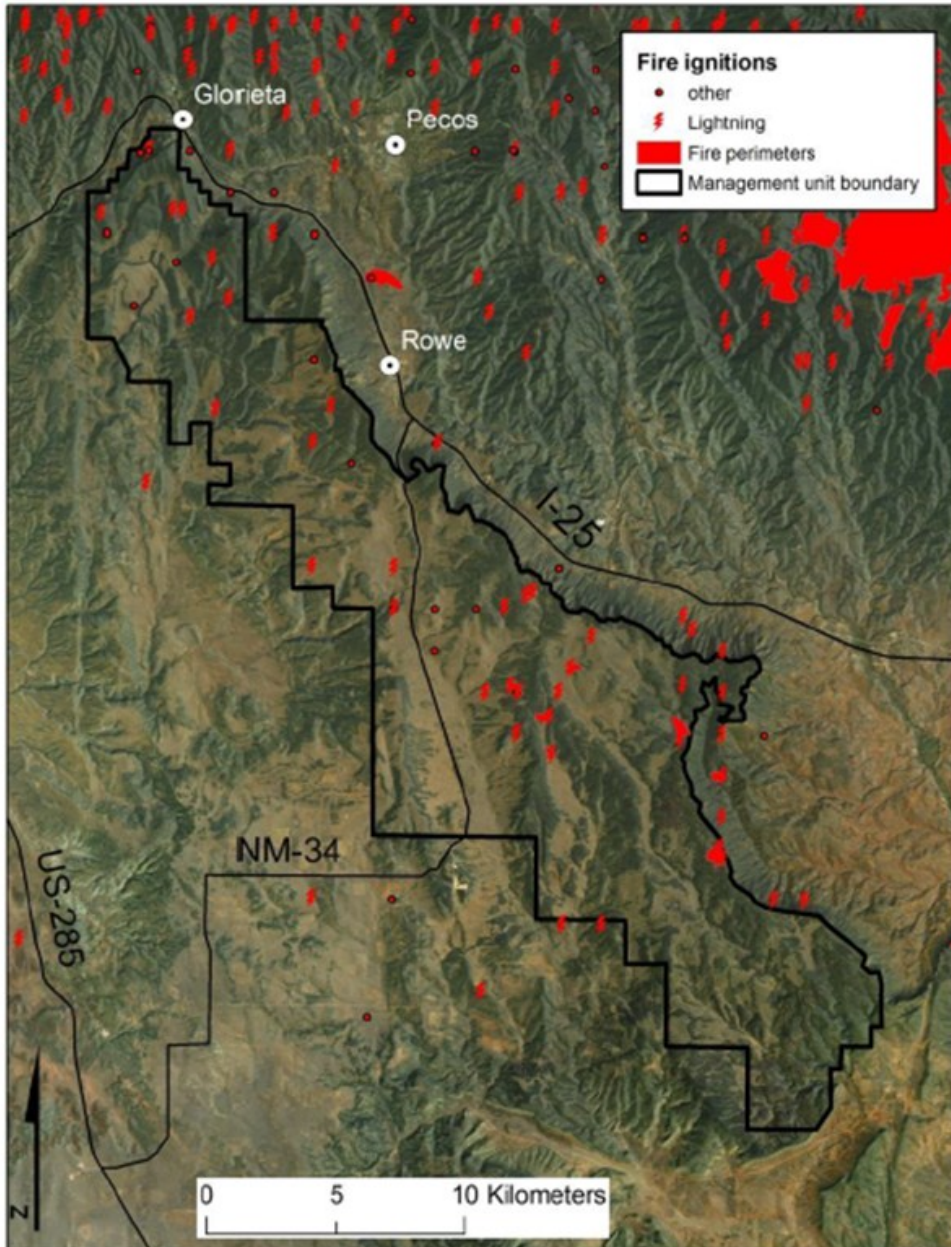 Fire ignitions
other
Lightning
Fire perimeters
Management unit boundary
Glorieta
Pecos
Rowe
I-25
NM-34
US-285
N
0 5 10 Kilometers